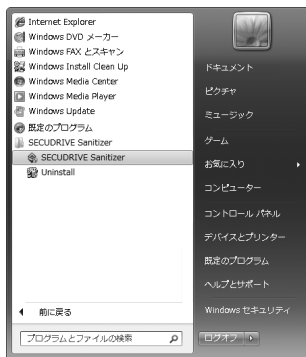 Internet Explorer
Windows DVD メーカー
Windows FAX とスキャン
Windows Install Clean Up
Windows Media Center
Windows Media Player
Windows Update
既定のプログラム
SECUDRIVE Sanitizer
SECUDRIVE Sanitizer
Uninstall
前に戻る
プログラムとファイルの検索
ドキュメント
ピクチャ
ミュージック
ゲーム
お気に入り
コンピューター
コントロール パネル
デバイスとプリンター
既定のプログラム
ヘルプとサポート
Windows セキュリティ
ログオフ